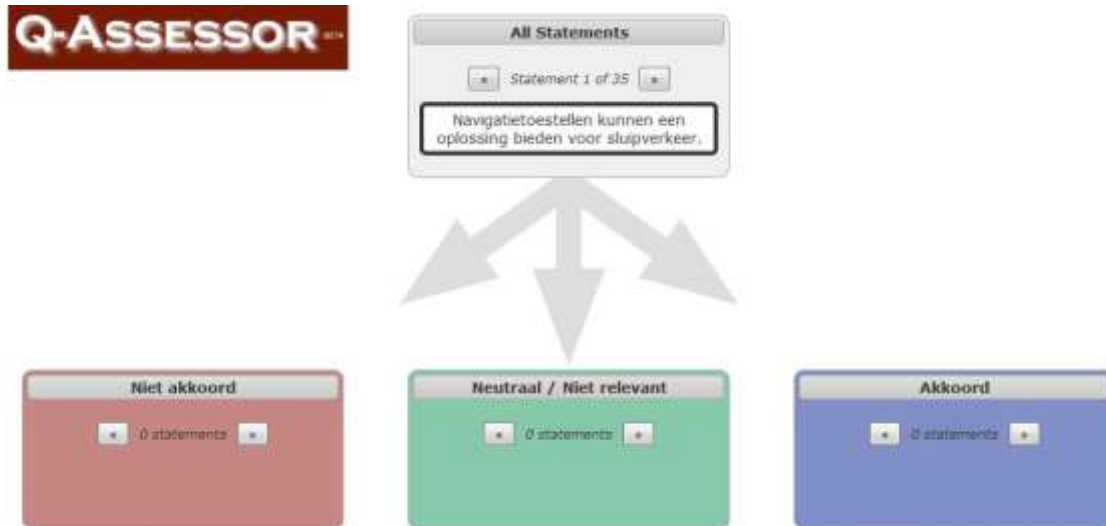 Q-ASSESSOR BETA
All Statements
« Statement 1 of 35 »
Navigatietoestellen kunnen een
oplossing bieden voor sluipverkeer.
Niet akkoord
« 0 statements »
Neutraal / Niet relevant
« 0 statements »
Akkoord
« 0 statements »